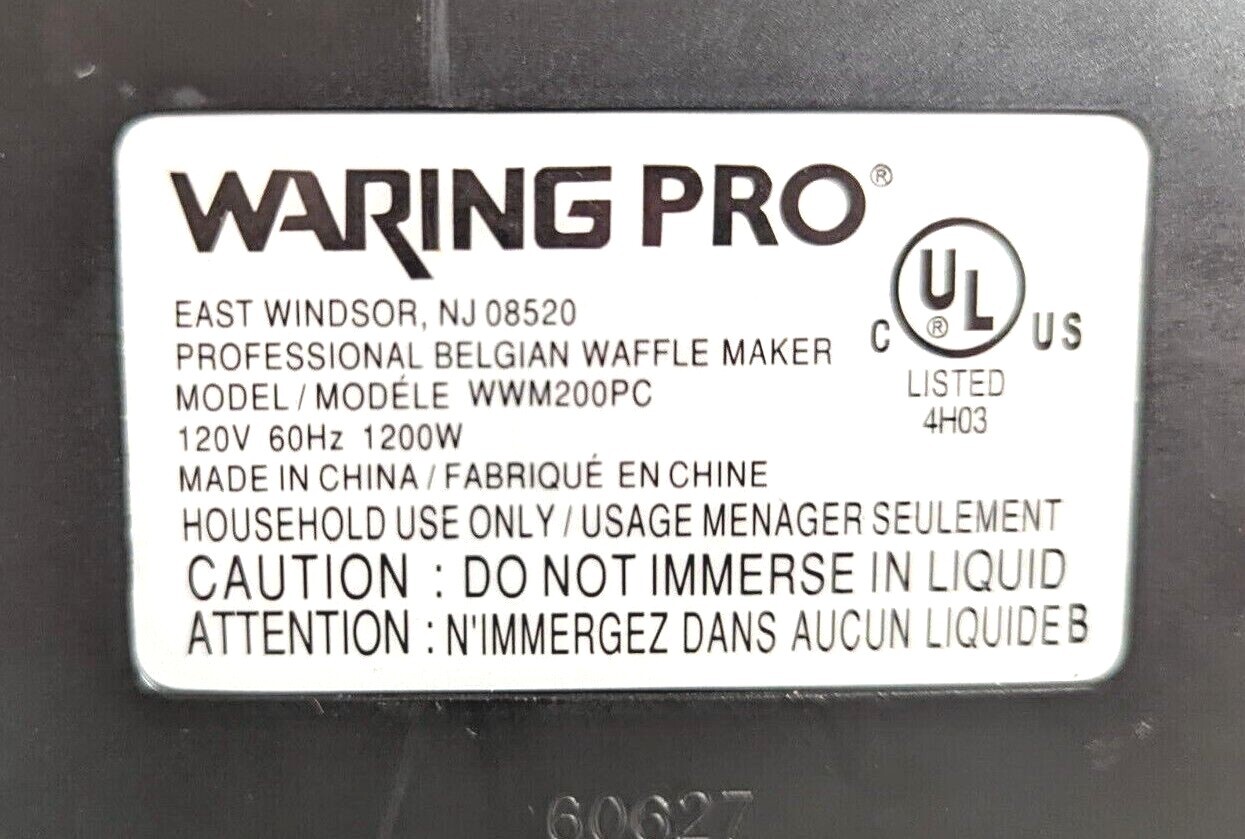 WARING PRO®
EAST WINDSOR, NJ 08520
PROFESSIONAL BELGIAN WAFFLE MAKER
MODEL / MODÉLE WWM200PC
120V 60Hz 1200W
MADE IN CHINA / FABRIQUÉ EN CHINE
HOUSEHOLD USE ONLY / USAGE MENAGER SEULEMENT
CAUTION : DO NOT IMMERSE IN LIQUID
ATTENTION : N'IMMERGEZ DANS AUCUN LIQUIDE B
C UL® US
LISTED
4H03
60627